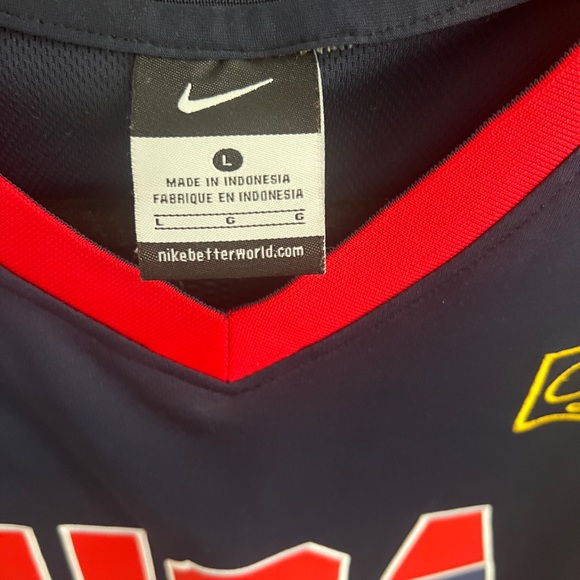 L
MADE IN INDONESIA
FABRIQUE EN INDONESIA
L G G
nikebetterworld.com